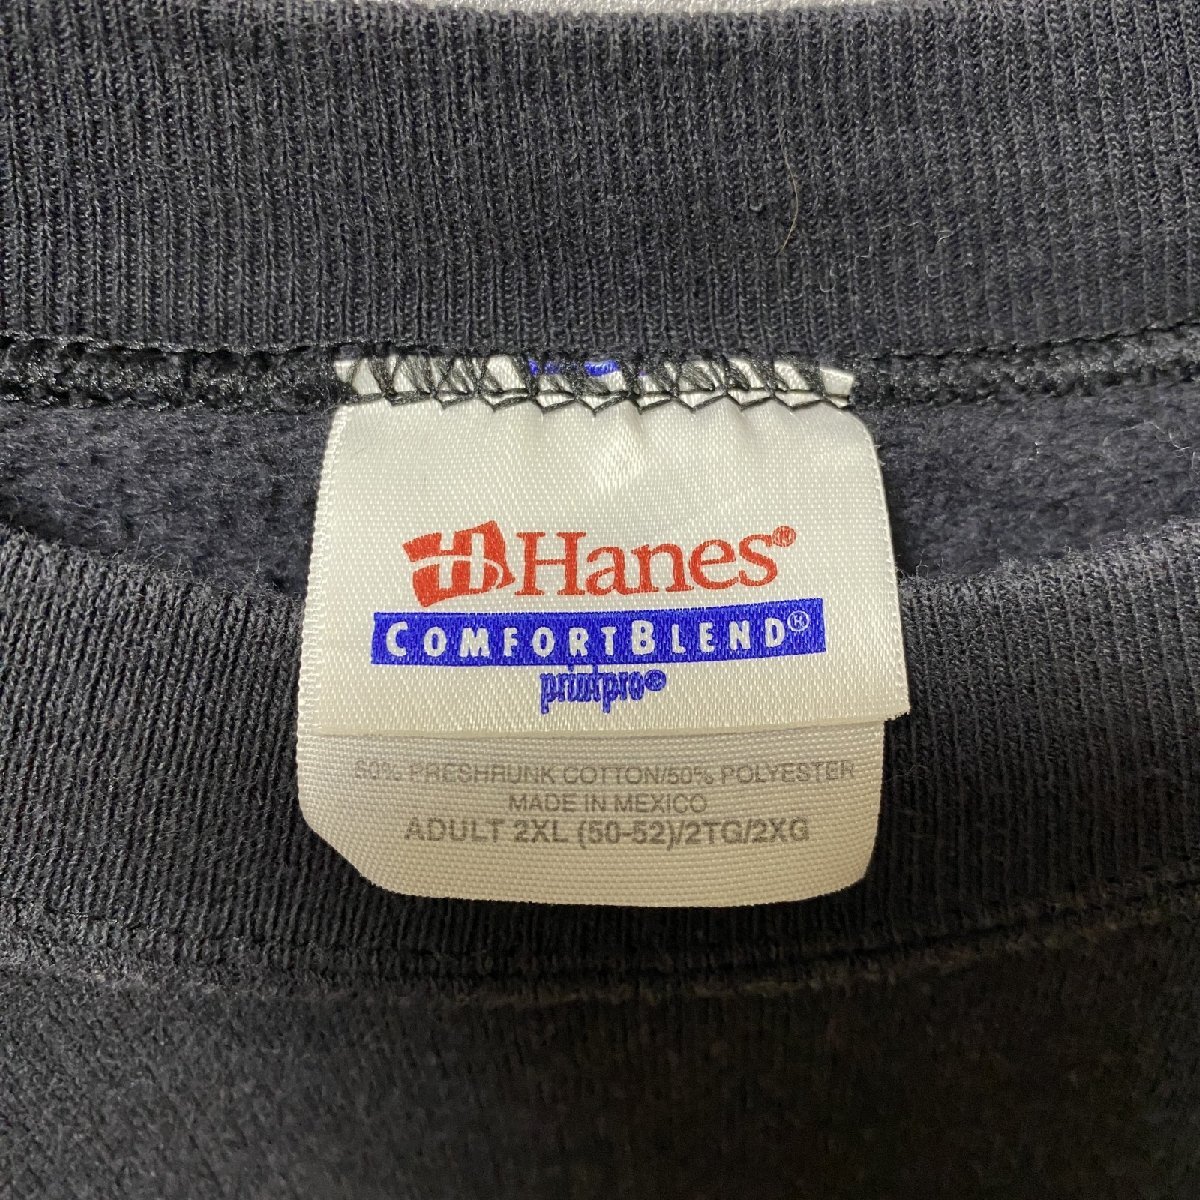 Hanes®
COMFORTBLEND®
printpro®
50% PRESHRUNK COTTON/50% POLYESTER
MADE IN MEXICO
ADULT 2XL (50-52)/2TG/2XG